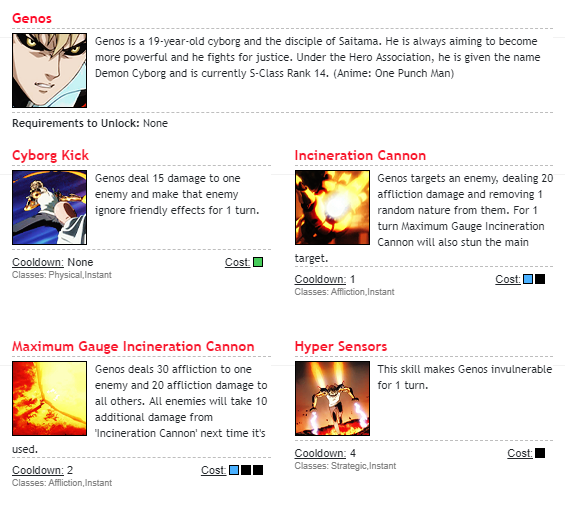 Genos
Genos is a 19-year-old cyborg and the disciple of Saitama. He is always aiming to become
more powerful and he fights for justice. Under the Hero Association, he is given the name
Demon Cyborg and is currently S-Class Rank 14. (Anime: One Punch Man)
Requirements to Unlock: None
Cyborg Kick
Genos deal 15 damage to one
enemy and make that enemy
ignore friendly effects for 1 turn.
Cooldown: None Cost:
Classes: Physical,Instant
Incineration Cannon
Genos targets an enemy, dealing 20
affliction damage and removing 1
random nature from them. For 1
turn Maximum Gauge Incineration
Cannon will also stun the main
target.
Cooldown: 1 Cost:
Classes: Affliction,Instant
Maximum Gauge Incineration Cannon
Genos deals 30 affliction to one
enemy and 20 affliction damage to
all others. All enemies will take 10
additional damage from
'Incineration Cannon' next time it's
used.
Cooldown: 2 Cost:
Classes: Affliction,Instant
Hyper Sensors
This skill makes Genos invulnerable
for 1 turn.
Cooldown: 4 Cost:
Classes: Strategic,Instant